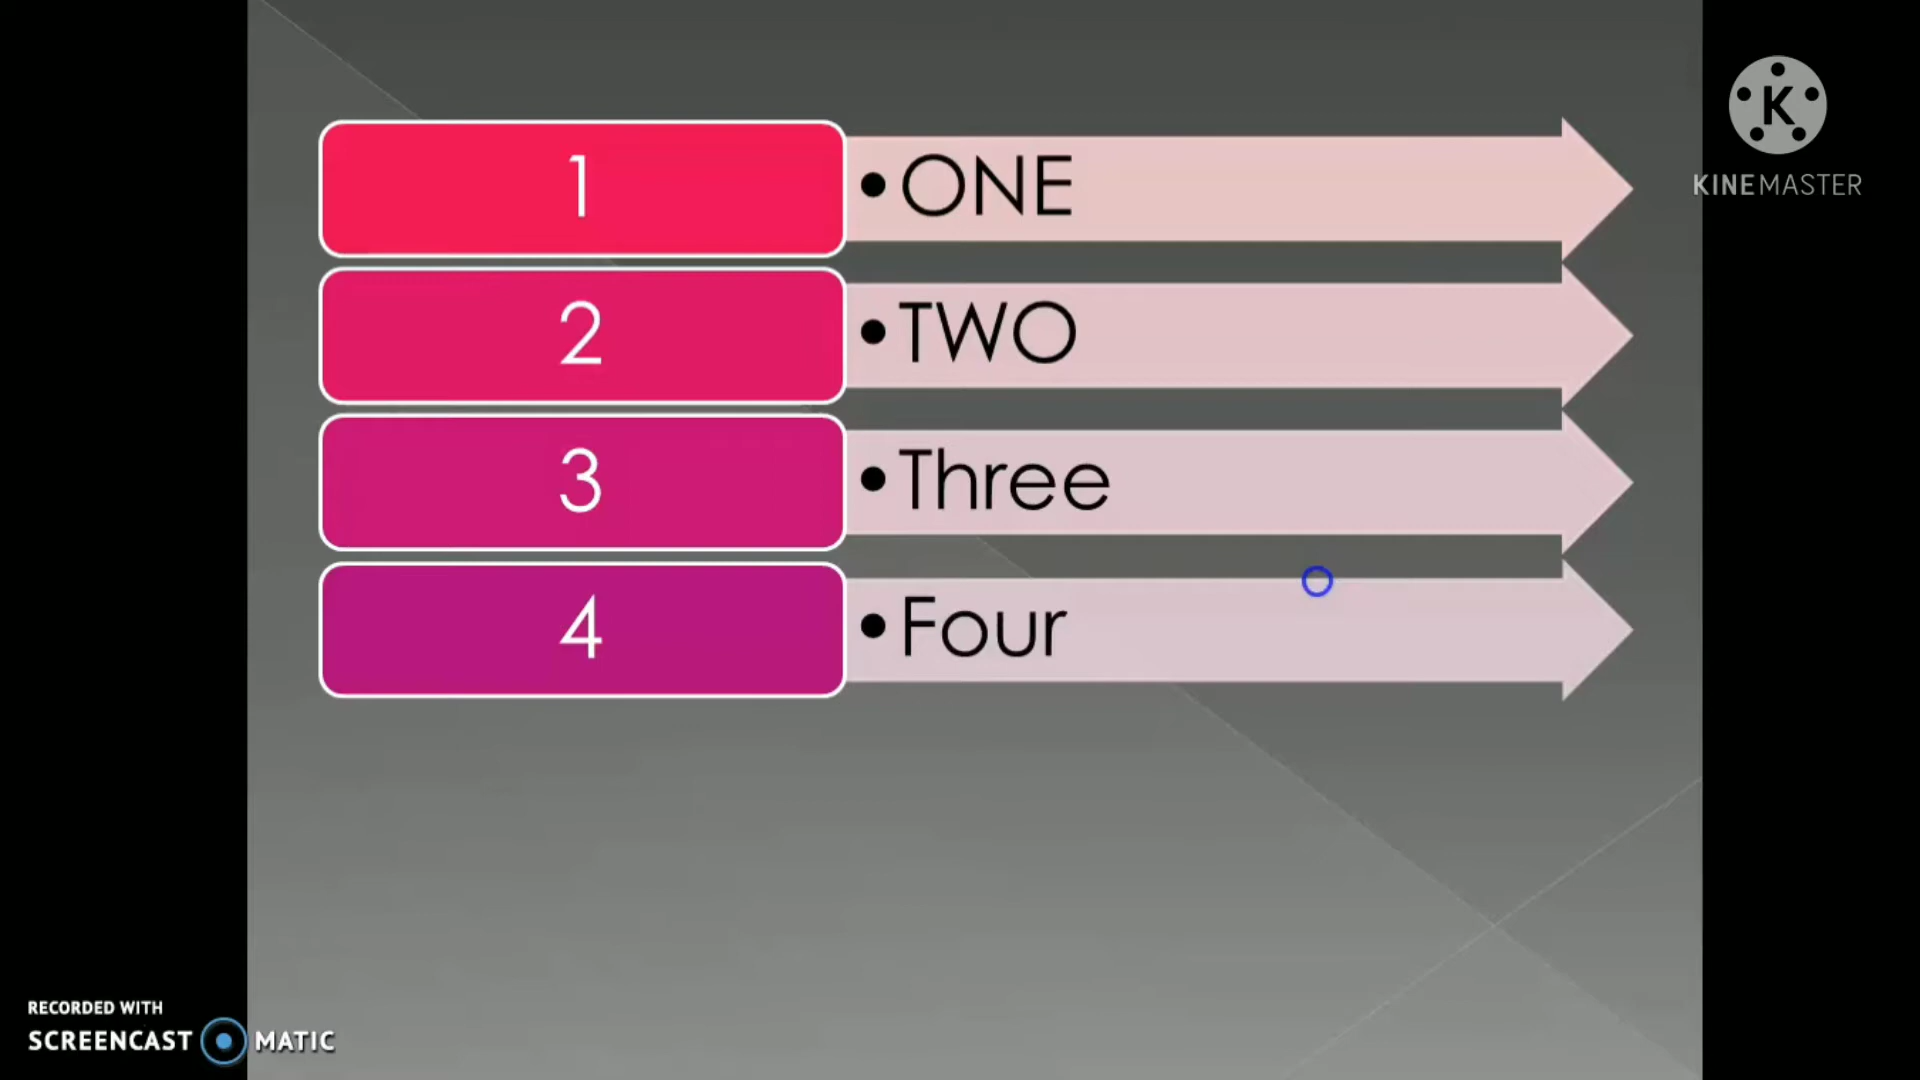 1
• ONE
2
• TWO
3
• Three
4
• Four
K
KINEMASTER
RECORDED WITH
SCREENCAST MATIC